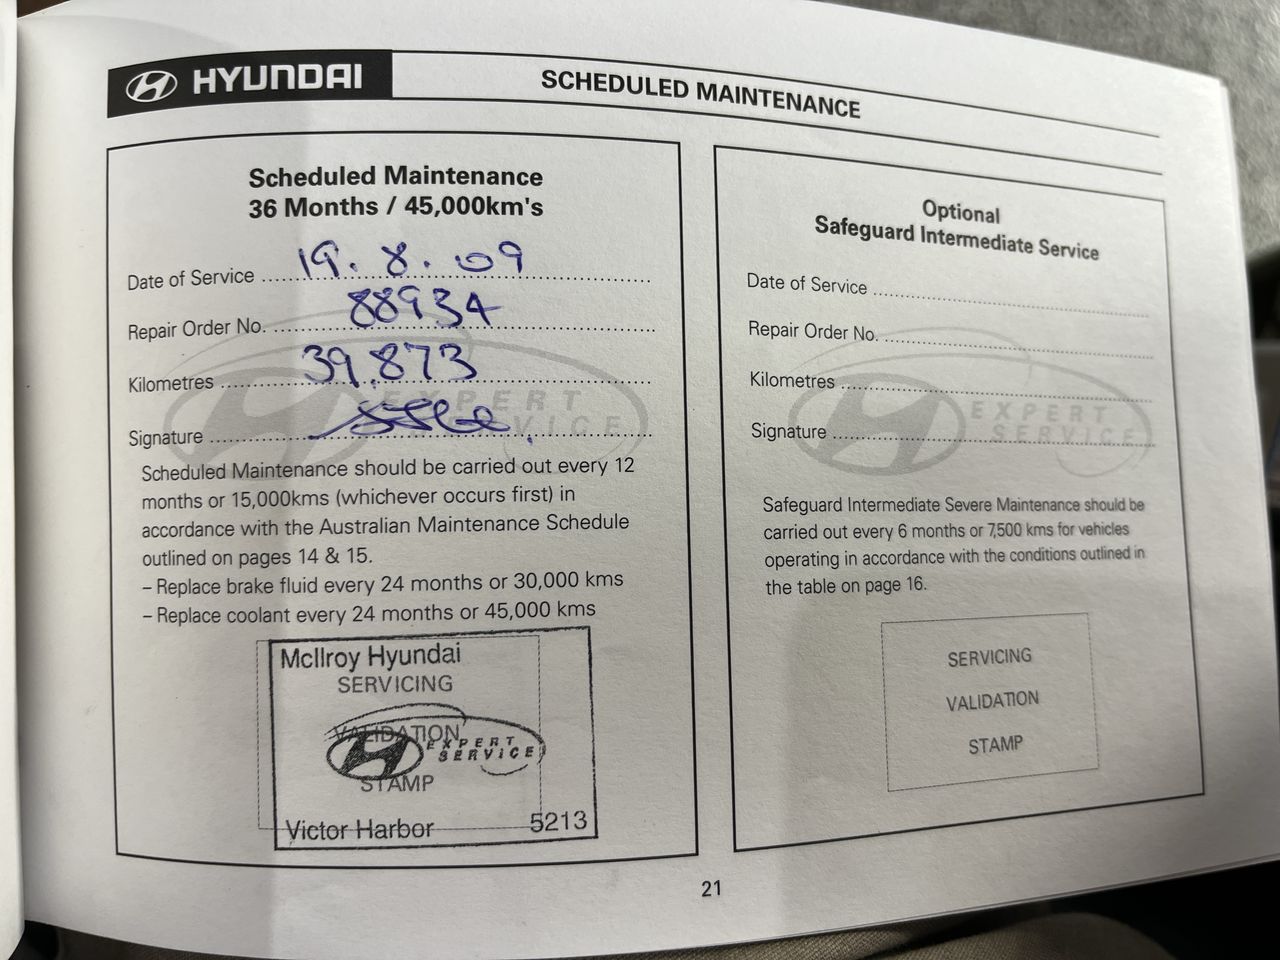 HYUNDAI
SCHEDULED MAINTENANCE
Scheduled Maintenance
36 Months / 45,000km's
Date of Service 19.8.09
Repair Order No. 88934
Kilometres 39,873
Signature
EXPERT
SERVICE
Scheduled Maintenance should be carried out every 12
months or 15,000kms (whichever occurs first) in
accordance with the Australian Maintenance Schedule
outlined on pages 14 & 15.
– Replace brake fluid every 24 months or 30,000 kms
– Replace coolant every 24 months or 45,000 kms
McIlroy Hyundai
SERVICING
VALIDATION
EXPERT
SERVICE
STAMP
Victor Harbor 5213
Optional
Safeguard Intermediate Service
Date of Service
Repair Order No.
Kilometres
Signature
EXPERT
SERVICE
Safeguard Intermediate Severe Maintenance should be
carried out every 6 months or 7,500 kms for vehicles
operating in accordance with the conditions outlined in
the table on page 16.
SERVICING
VALIDATION
STAMP
21